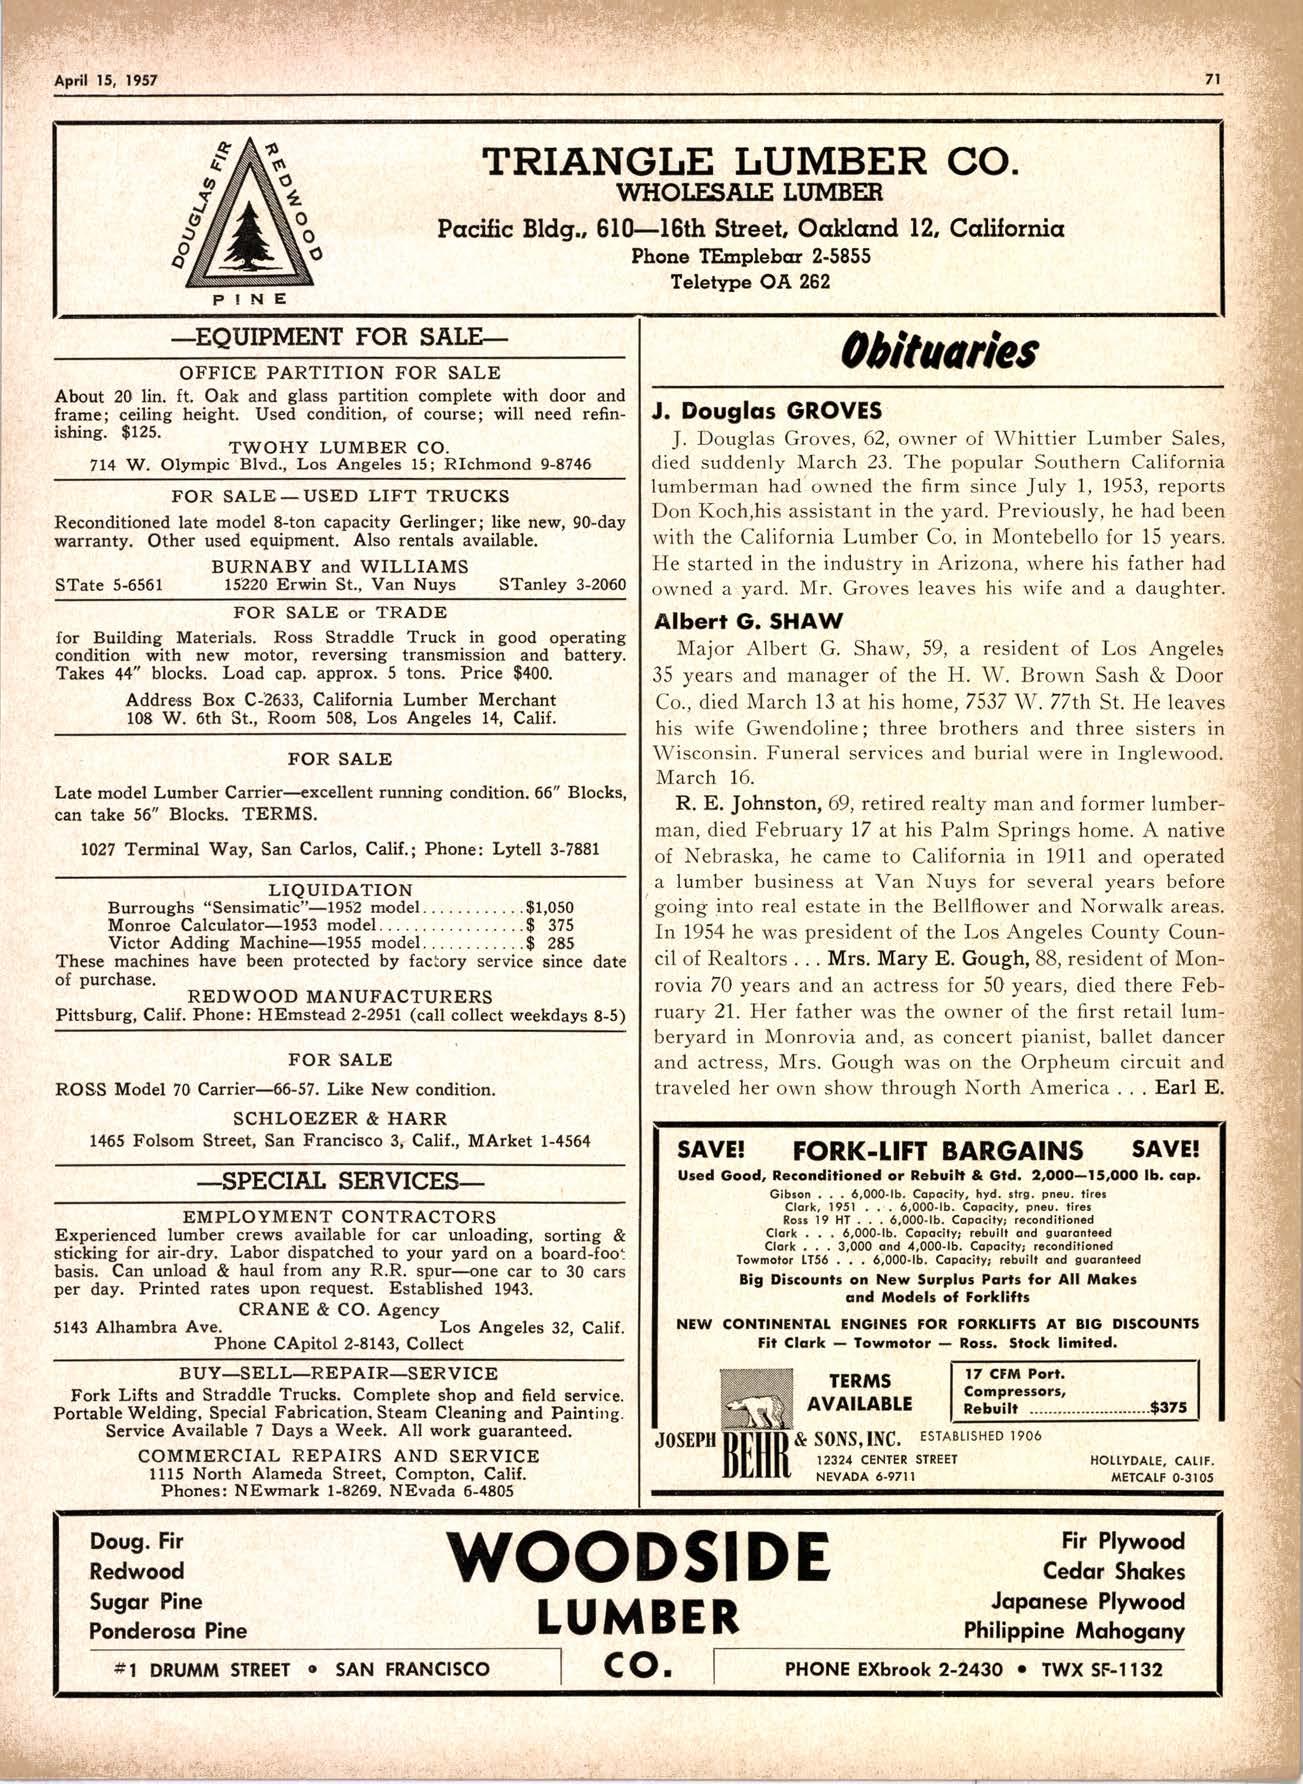 April 15, 1957
71
DOUGLAS FIR
REDWOOD
PINE
TRIANGLE LUMBER CO.
WHOLESALE LUMBER
Pacific Bldg., 610—16th Street, Oakland 12, California
Phone TEmplebar 2-5855
Teletype OA 262
—EQUIPMENT FOR SALE—
OFFICE PARTITION FOR SALE
About 20 lin. ft. Oak and glass partition complete with door and
frame; ceiling height. Used condition, of course; will need refin-
ishing. $125.
TWOHY LUMBER CO.
714 W. Olympic Blvd., Los Angeles 15; RIchmond 9-8746
FOR SALE—USED LIFT TRUCKS
Reconditioned late model 8-ton capacity Gerlinger; like new, 90-day
warranty. Other used equipment. Also rentals available.
BURNABY and WILLIAMS
STate 5-6561 15220 Erwin St., Van Nuys STanley 3-2060
FOR SALE or TRADE
for Building Materials. Ross Straddle Truck in good operating
condition with new motor, reversing transmission and battery.
Takes 44" blocks. Load cap. approx. 5 tons. Price $400.
Address Box C-2633, California Lumber Merchant
108 W. 6th St., Room 508, Los Angeles 14, Calif.
FOR SALE
Late model Lumber Carrier—excellent running condition. 66" Blocks,
can take 56" Blocks. TERMS.
1027 Terminal Way, San Carlos, Calif.; Phone: Lytell 3-7881
LIQUIDATION
Burroughs "Sensimatic"—1952 model............$1,050
Monroe Calculator—1953 model.................$ 375
Victor Adding Machine—1955 model............$ 285
These machines have been protected by factory service since date
of purchase.
REDWOOD MANUFACTURERS
Pittsburg, Calif. Phone: HEmstead 2-2951 (call collect weekdays 8-5)
FOR SALE
ROSS Model 70 Carrier—66-57. Like New condition.
SCHLOEZER & HARR
1465 Folsom Street, San Francisco 3, Calif., MArket 1-4564
—SPECIAL SERVICES—
EMPLOYMENT CONTRACTORS
Experienced lumber crews available for car unloading, sorting &
sticking for air-dry. Labor dispatched to your yard on a board-foot
basis. Can unload & haul from any R.R. spur—one car to 30 cars
per day. Printed rates upon request. Established 1943.
CRANE & CO. Agency
5143 Alhambra Ave. Los Angeles 32, Calif.
Phone CApitol 2-8143, Collect
BUY—SELL—REPAIR—SERVICE
Fork Lifts and Straddle Trucks. Complete shop and field service.
Portable Welding, Special Fabrication, Steam Cleaning and Painting.
Service Available 7 Days a Week. All work guaranteed.
COMMERCIAL REPAIRS AND SERVICE
1115 North Alameda Street, Compton, Calif.
Phones: NEwmark 1-8269, NEvada 6-4805
Obituaries
J. Douglas GROVES
J. Douglas Groves, 62, owner of Whittier Lumber Sales,
died suddenly March 23. The popular Southern California
lumberman had owned the firm since July 1, 1953, reports
Don Koch,his assistant in the yard. Previously, he had been
with the California Lumber Co. in Montebello for 15 years.
He started in the industry in Arizona, where his father had
owned a yard. Mr. Groves leaves his wife and a daughter.
Albert G. SHAW
Major Albert G. Shaw, 59, a resident of Los Angeles
35 years and manager of the H. W. Brown Sash & Door
Co., died March 13 at his home, 7537 W. 77th St. He leaves
his wife Gwendoline; three brothers and three sisters in
Wisconsin. Funeral services and burial were in Inglewood,
March 16.
R. E. Johnston, 69, retired realty man and former lumber-
man, died February 17 at his Palm Springs home. A native
of Nebraska, he came to California in 1911 and operated
a lumber business at Van Nuys for several years before
going into real estate in the Bellflower and Norwalk areas.
In 1954 he was president of the Los Angeles County Coun-
cil of Realtors . . . Mrs. Mary E. Gough, 88, resident of Mon-
rovia 70 years and an actress for 50 years, died there Feb-
ruary 21. Her father was the owner of the first retail lum-
beryard in Monrovia and, as concert pianist, ballet dancer
and actress, Mrs. Gough was on the Orpheum circuit and
traveled her own show through North America . . . Earl E.
SAVE! FORK-LIFT BARGAINS SAVE!
Used Good, Reconditioned or Rebuilt & Gtd. 2,000—15,000 lb. cap.
Gibson . . . 6,000-lb. Capacity, hyd. strg. pneu. tires
Clark, 1951 . . . 6,000-lb. Capacity, pneu. tires
Ross 19 HT . . . 6,000-lb. Capacity; reconditioned
Clark . . . 6,000-lb. Capacity; rebuilt and guaranteed
Clark . . . 3,000 and 4,000-lb. Capacity; reconditioned
Towmotor LT56 . . . 6,000-lb. Capacity; rebuilt and guaranteed
Big Discounts on New Surplus Parts for All Makes
and Models of Forklifts
NEW CONTINENTAL ENGINES FOR FORKLIFTS AT BIG DISCOUNTS
Fit Clark — Towmotor — Ross. Stock limited.
TERMS
AVAILABLE
17 CFM Port.
Compressors,
Rebuilt ........................$375
JOSEPH BEHR & SONS, INC. ESTABLISHED 1906
12324 CENTER STREET HOLLYDALE, CALIF.
NEVADA 6-9711 METCALF 0-3105
Doug. Fir
Redwood
Sugar Pine
Ponderosa Pine
WOODSIDE
LUMBER
CO.
Fir Plywood
Cedar Shakes
Japanese Plywood
Philippine Mahogany
#1 DRUMM STREET • SAN FRANCISCO
PHONE EXbrook 2-2430 • TWX SF-1132